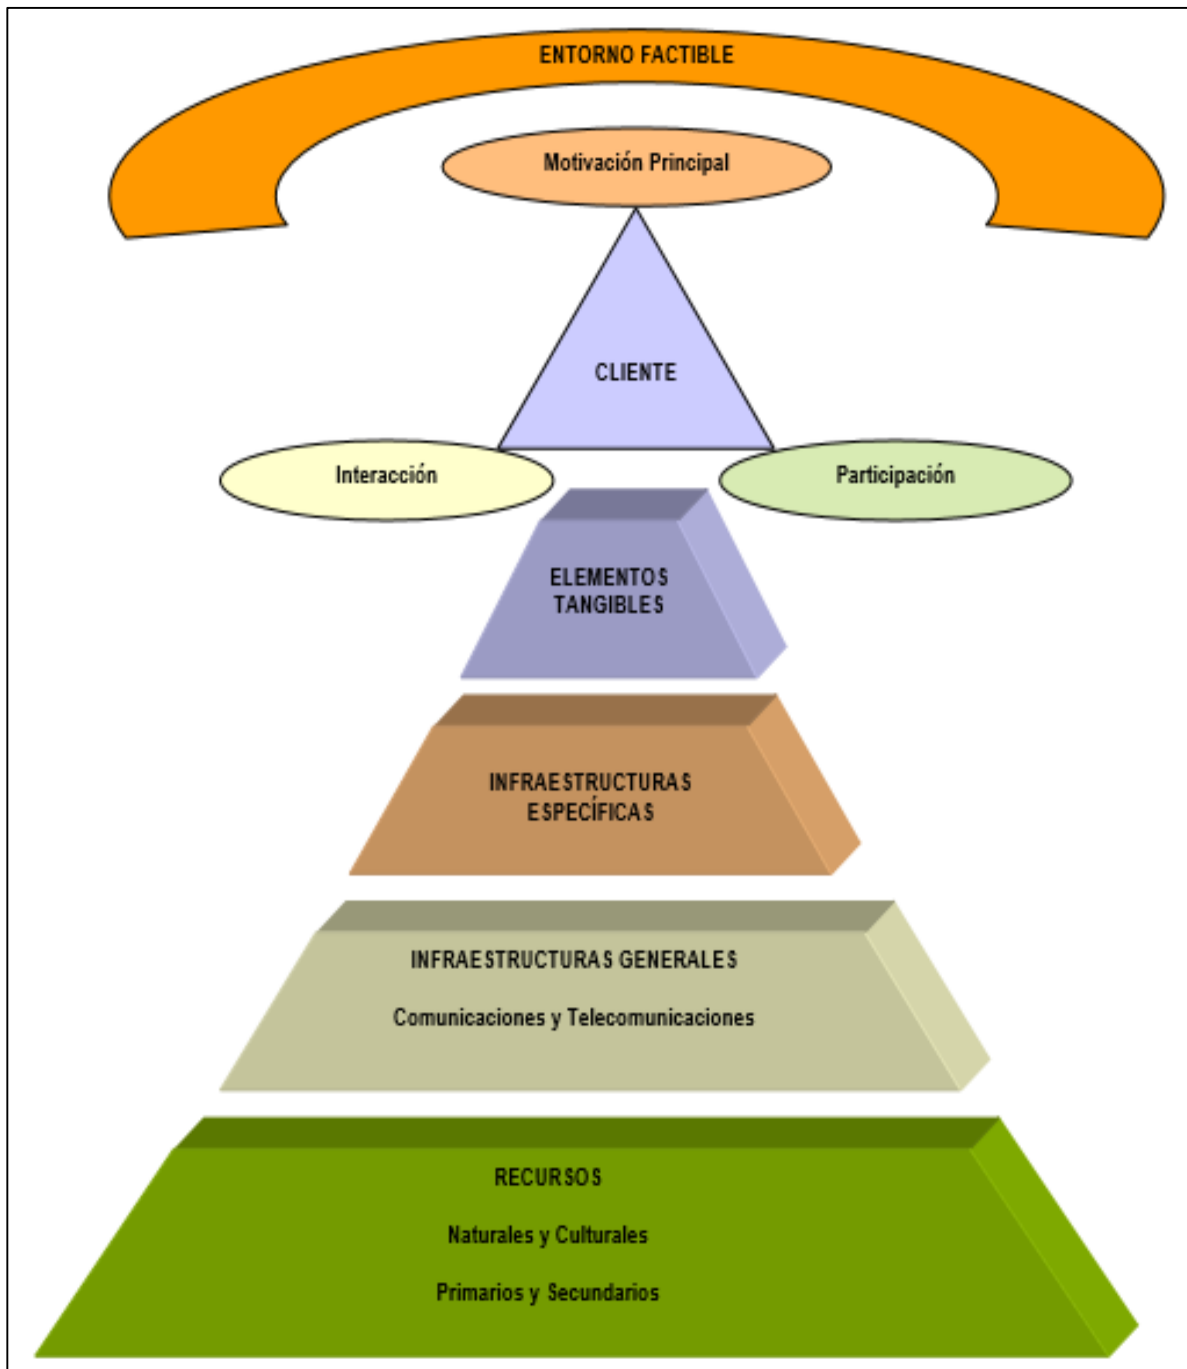 ENTORNO FACTIBLE
Motivación Principal
CLIENTE
Interacción
Participación
ELEMENTOS
TANGIBLES
INFRAESTRUCTURAS
ESPECÍFICAS
INFRAESTRUCTURAS GENERALES
Comunicaciones y Telecomunicaciones
RECURSOS
Naturales y Culturales
Primarios y Secundarios